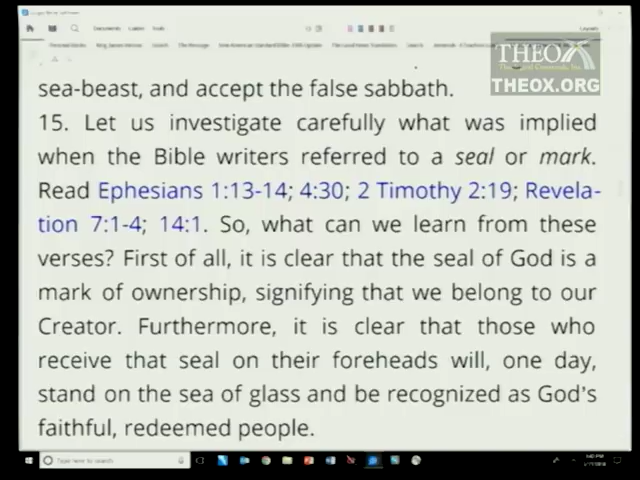 THEOX
THEOX.ORG
sea-beast, and accept the false sabbath.
15. Let us investigate carefully what was implied
when the Bible writers referred to a seal or mark.
Read Ephesians 1:13-14; 4:30; 2 Timothy 2:19; Revela-
tion 7:1-4; 14:1. So, what can we learn from these
verses? First of all, it is clear that the seal of God is a
mark of ownership, signifying that we belong to our
Creator. Furthermore, it is clear that those who
receive that seal on their foreheads will, one day,
stand on the sea of glass and be recognized as God's
faithful, redeemed people.
Type here to search